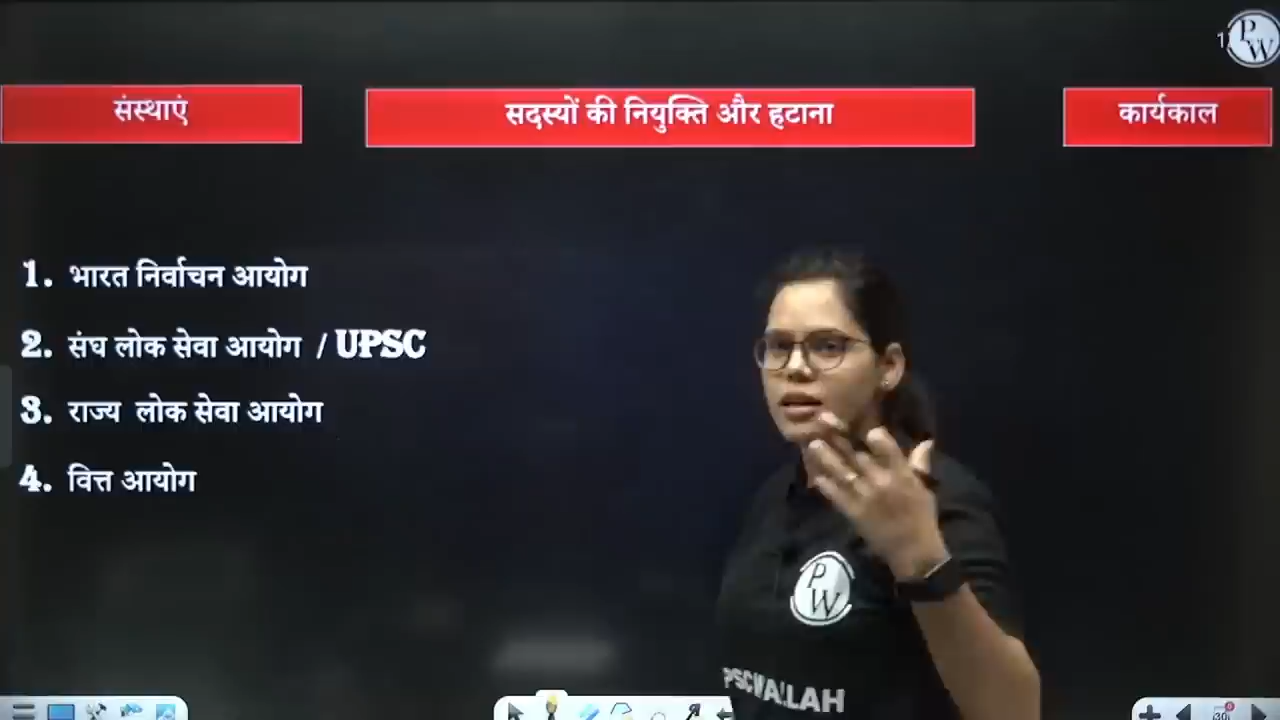 संस्थाएं
सदस्यों की नियुक्ति और हटाना
कार्यकाल
1. भारत निर्वाचन आयोग
2. संघ लोक सेवा आयोग / UPSC
3. राज्य लोक सेवा आयोग
4. वित्त आयोग
PW
PW
PSCWALLAH